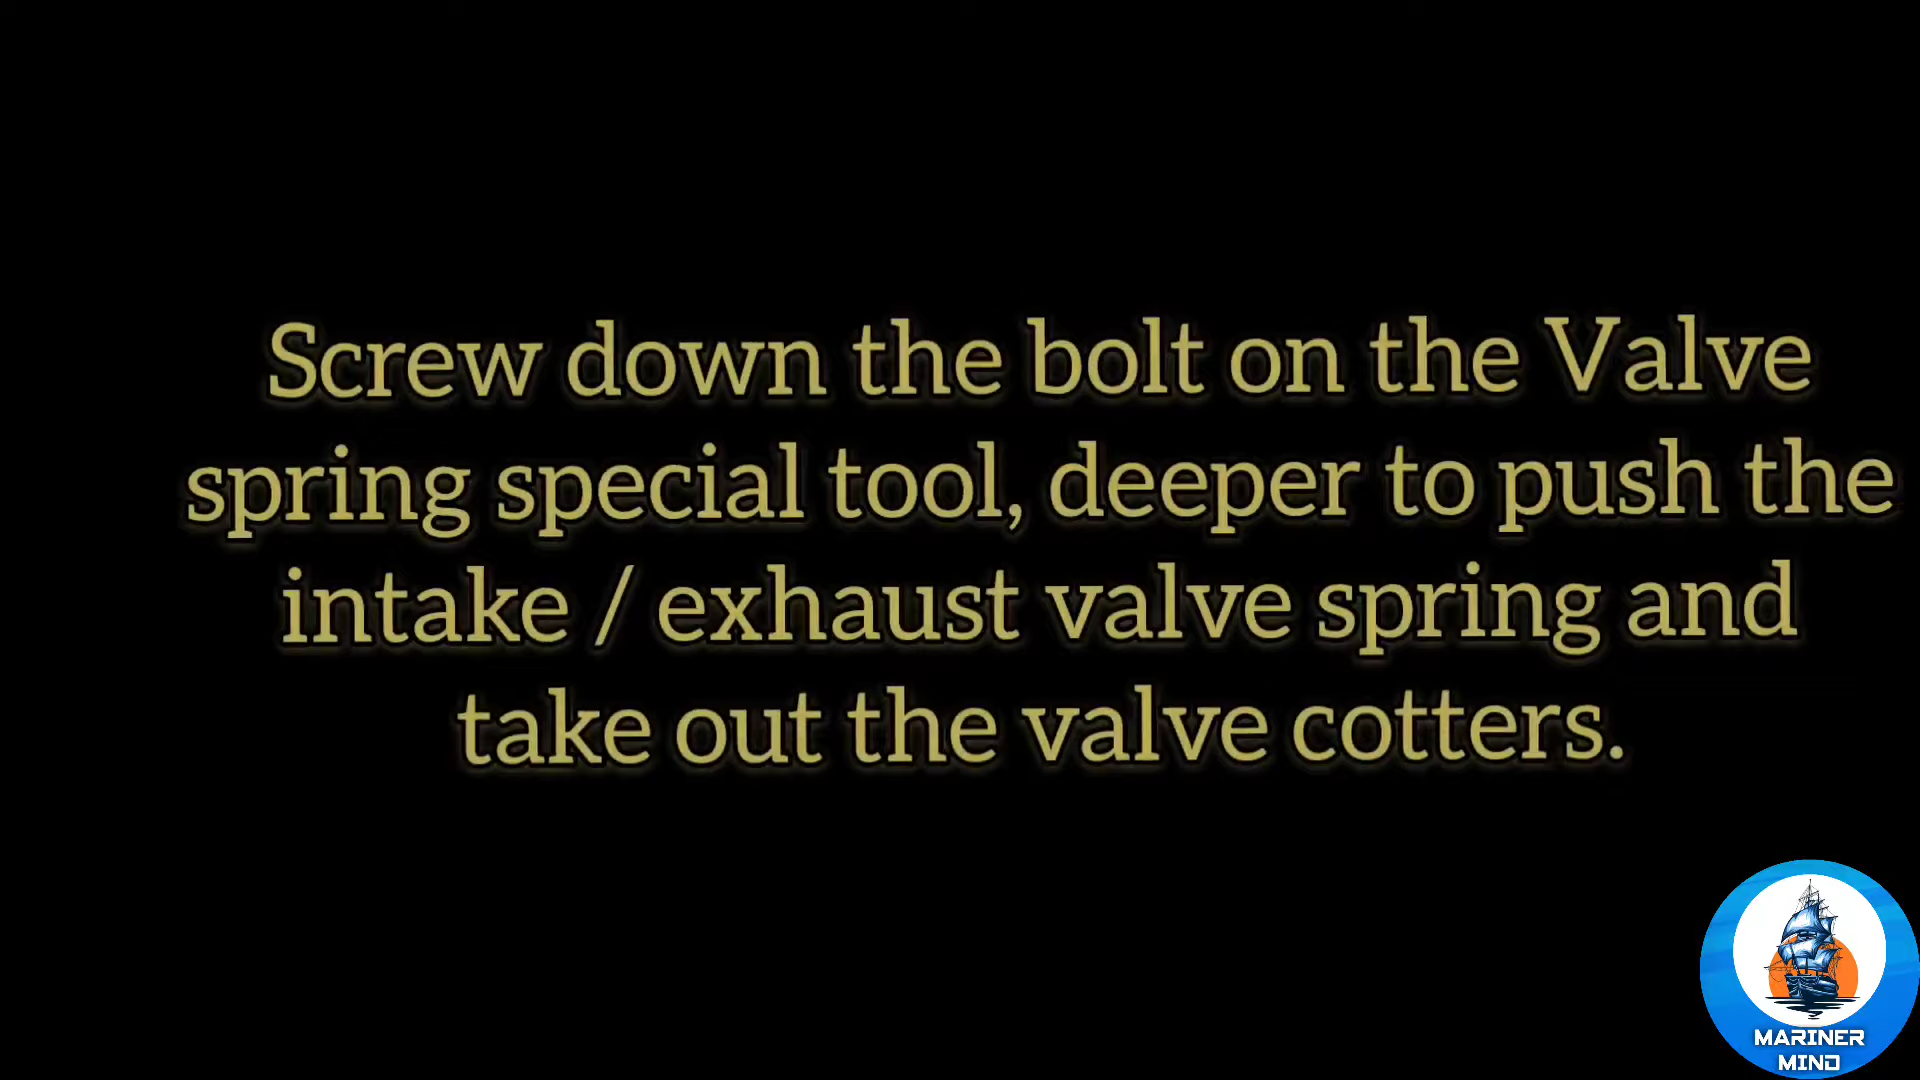 Screw down the bolt on the Valve
spring special tool, deeper to push the
intake / exhaust valve spring and
take out the valve cotters.
MARINER
MIND